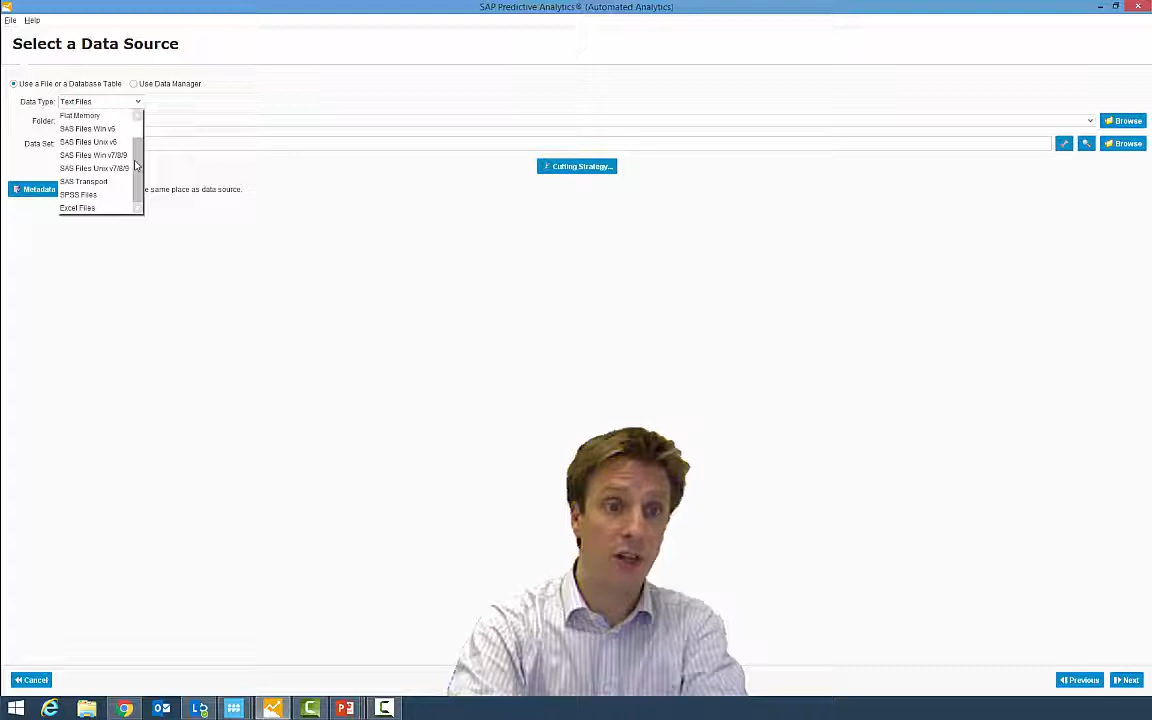 SAP Predictive Analytics® (Automated Analytics)
File Help
Select a Data Source
Use a File or a Database Table Use Data Manager
Data Type: Text Files
Flat Memory
Folder: Browse
SAS Files Win v6
SAS Files Unix v6
Data Set: Browse
SAS Files Win v7/8/9
SAS Files Unix v7/8/9
Cutting Strategy...
SAS Transport
Metadata e same place as data source.
SPSS Files
Excel Files
Cancel Previous Next